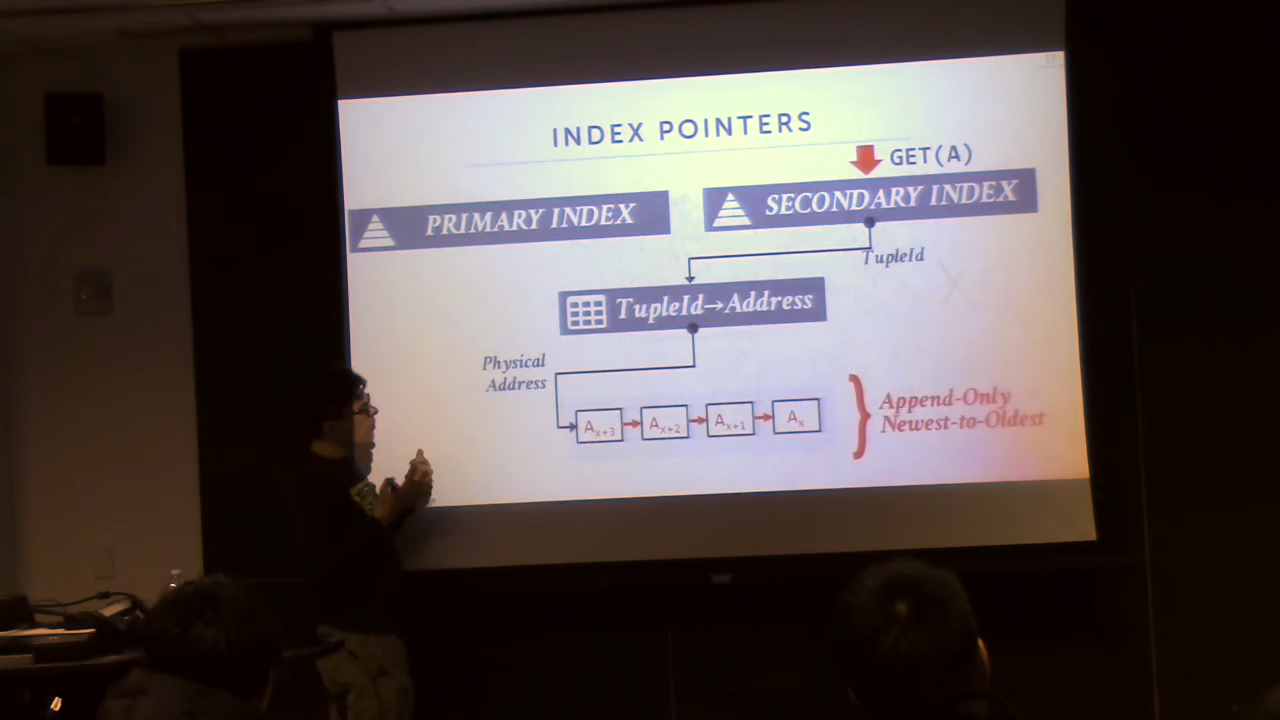 INDEX POINTERS
GET(A)
PRIMARY INDEX
SECONDARY INDEX
TupleId
TupleId→Address
Physical
Address
Aₓ₊₃
Aₓ₊₂
Aₓ₊₁
Aₓ
Append-Only
Newest-to-Oldest